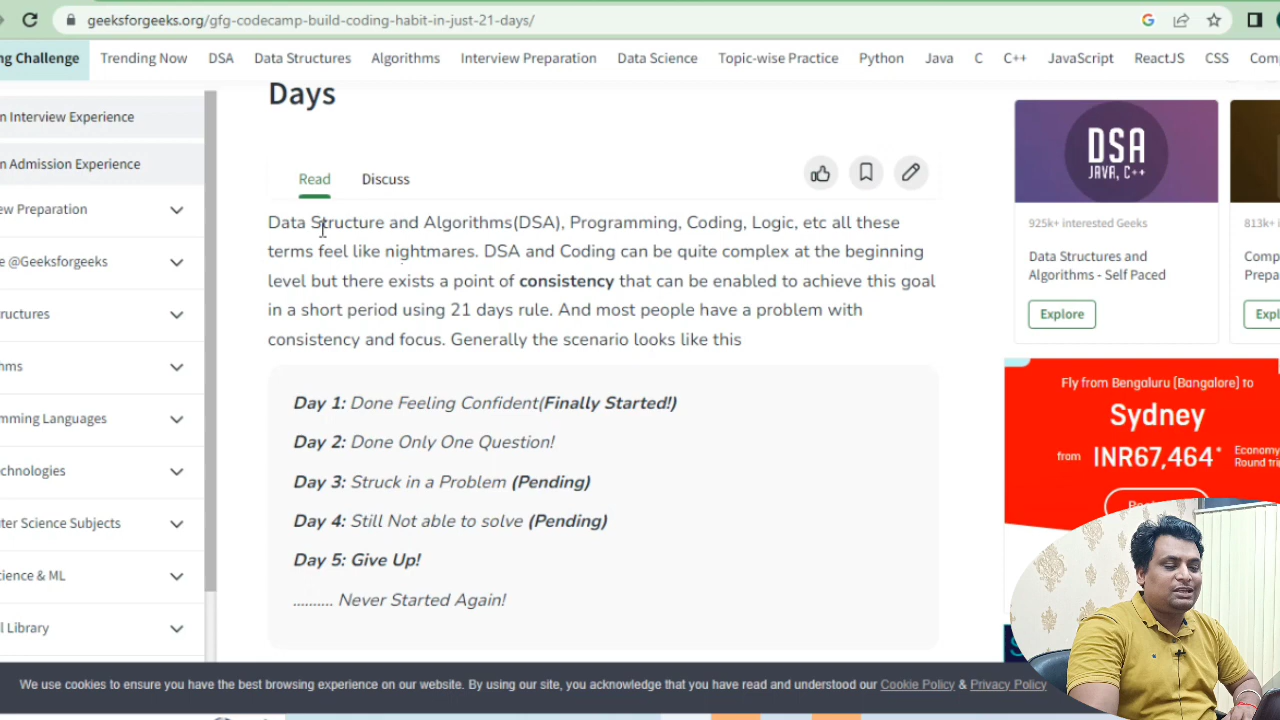 geeksforgeeks.org/gfg-codecamp-build-coding-habit-in-just-21-days/
ng Challenge Trending Now DSA Data Structures Algorithms Interview Preparation Data Science Topic-wise Practice Python Java C C++ JavaScript ReactJS CSS Com
n Interview Experience
n Admission Experience
ew Preparation
e @Geeksforgeeks
ructures
hms
mming Languages
echnologies
ter Science Subjects
cience & ML
l Library
Days
Read Discuss
Data Structure and Algorithms(DSA), Programming, Coding, Logic, etc all these
terms feel like nightmares. DSA and Coding can be quite complex at the beginning
level but there exists a point of consistency that can be enabled to achieve this goal
in a short period using 21 days rule. And most people have a problem with
consistency and focus. Generally the scenario looks like this
Day 1: Done Feeling Confident(Finally Started!)
Day 2: Done Only One Question!
Day 3: Struck in a Problem (Pending)
Day 4: Still Not able to solve (Pending)
Day 5: Give Up!
.......... Never Started Again!
DSA
JAVA, C++
925k+ interested Geeks
Data Structures and
Algorithms - Self Paced
Explore
813k+ in
Comp
Prepa
Expl
Fly from Bengaluru (Bangalore) to
Sydney
from INR67,464*
Economy
Round trip
We use cookies to ensure you have the best browsing experience on our website. By using our site, you acknowledge that you have read and understood our Cookie Policy & Privacy Policy